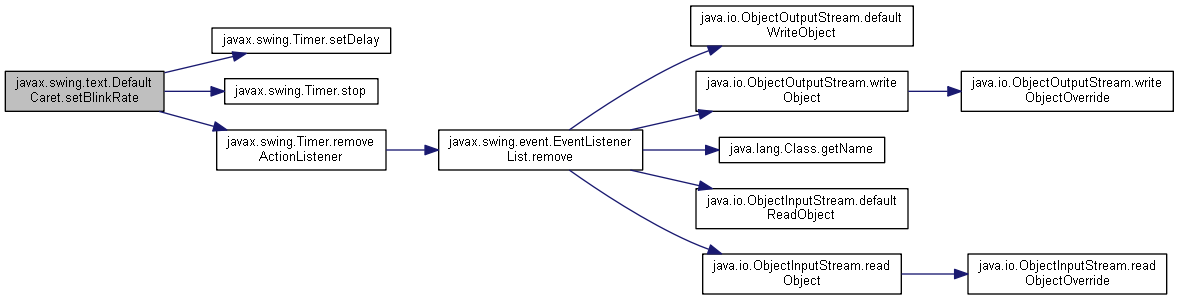 javax.swing.text.Default
Caret.setBlinkRate
javax.swing.Timer.setDelay
javax.swing.Timer.stop
javax.swing.Timer.remove
ActionListener
javax.swing.event.EventListener
List.remove
java.io.ObjectOutputStream.default
WriteObject
java.io.ObjectOutputStream.write
Object
java.lang.Class.getName
java.io.ObjectInputStream.default
ReadObject
java.io.ObjectInputStream.read
Object
java.io.ObjectOutputStream.write
ObjectOverride
java.io.ObjectInputStream.read
ObjectOverride